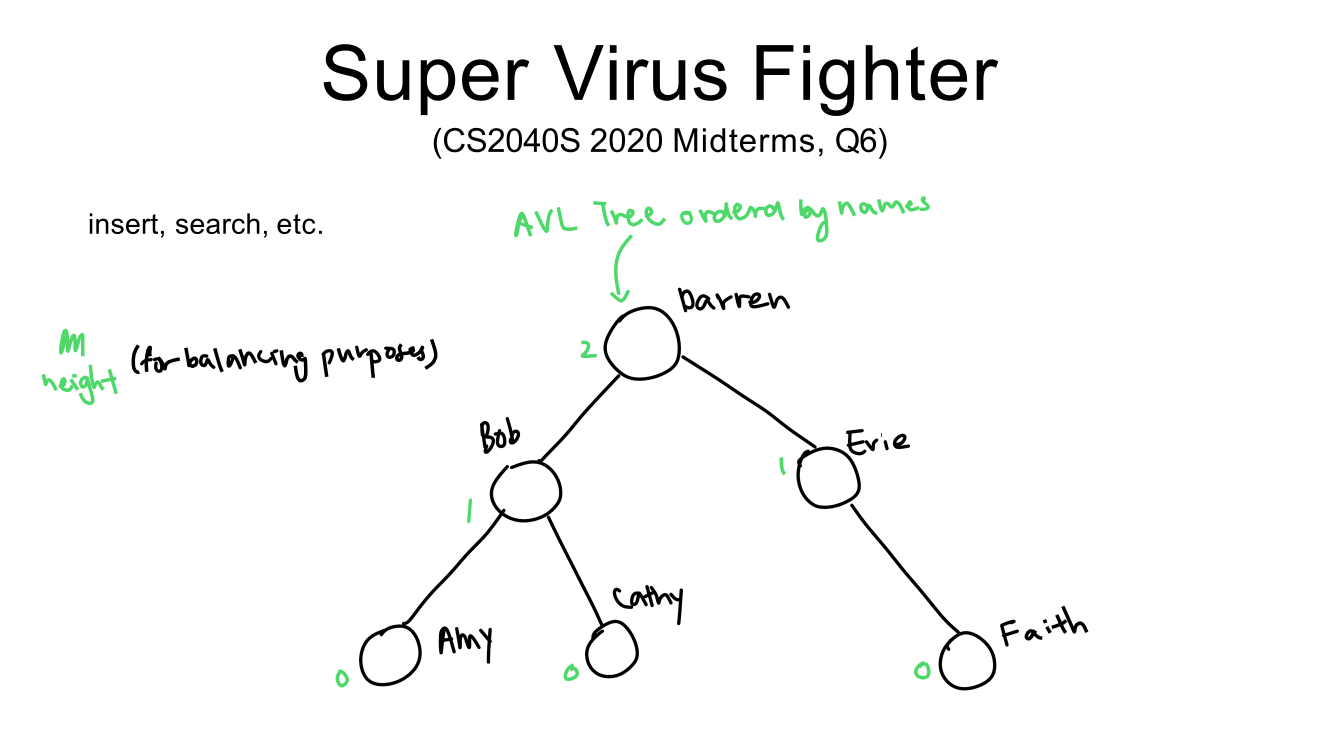 Super Virus Fighter
(CS2040S 2020 Midterms, Q6)
insert, search, etc.
AVL Tree orderd by names
Darren
2
height (for balancing purposes)
Bob
Erie
1
1
Cathy
Amy
Faith
0
0
0